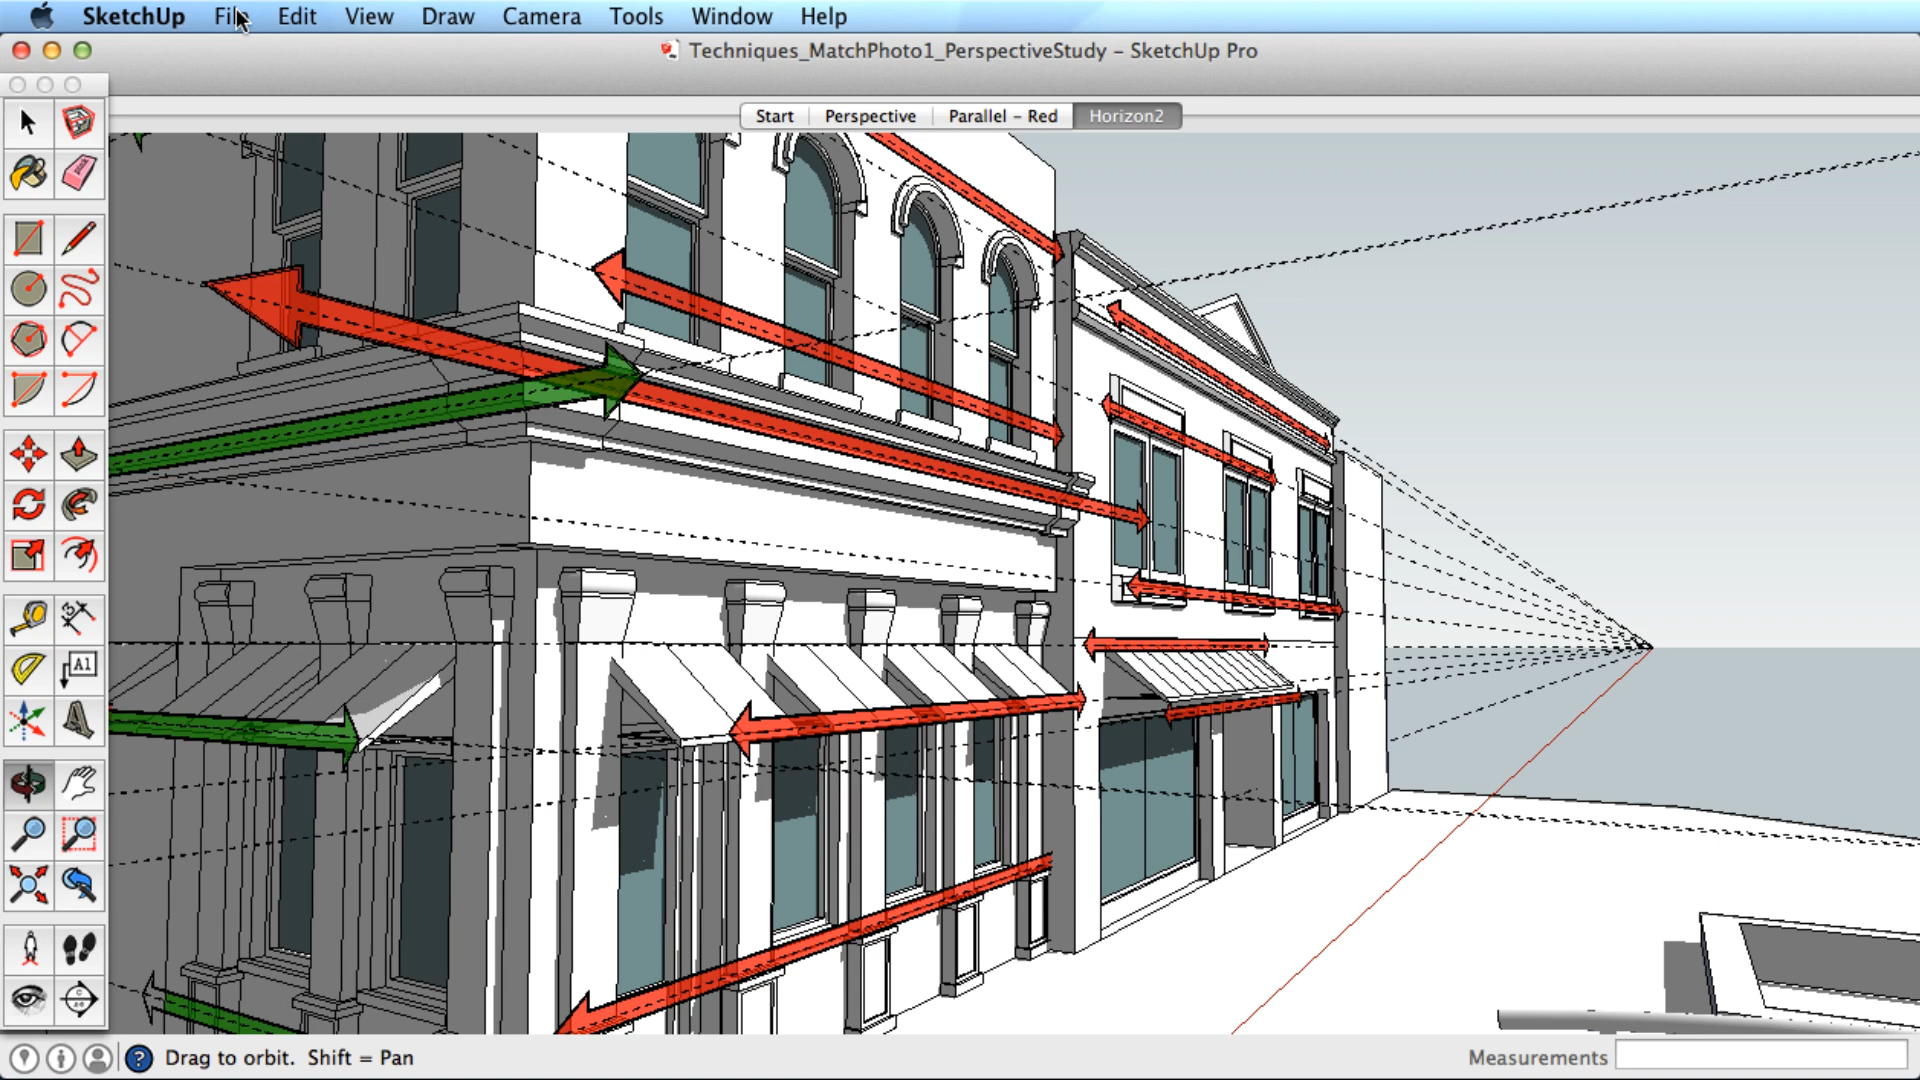 SketchUp File Edit View Draw Camera Tools Window Help
Techniques_MatchPhoto1_PerspectiveStudy – SketchUp Pro
Start Perspective Parallel – Red Horizon2
A1
Drag to orbit. Shift = Pan
Measurements